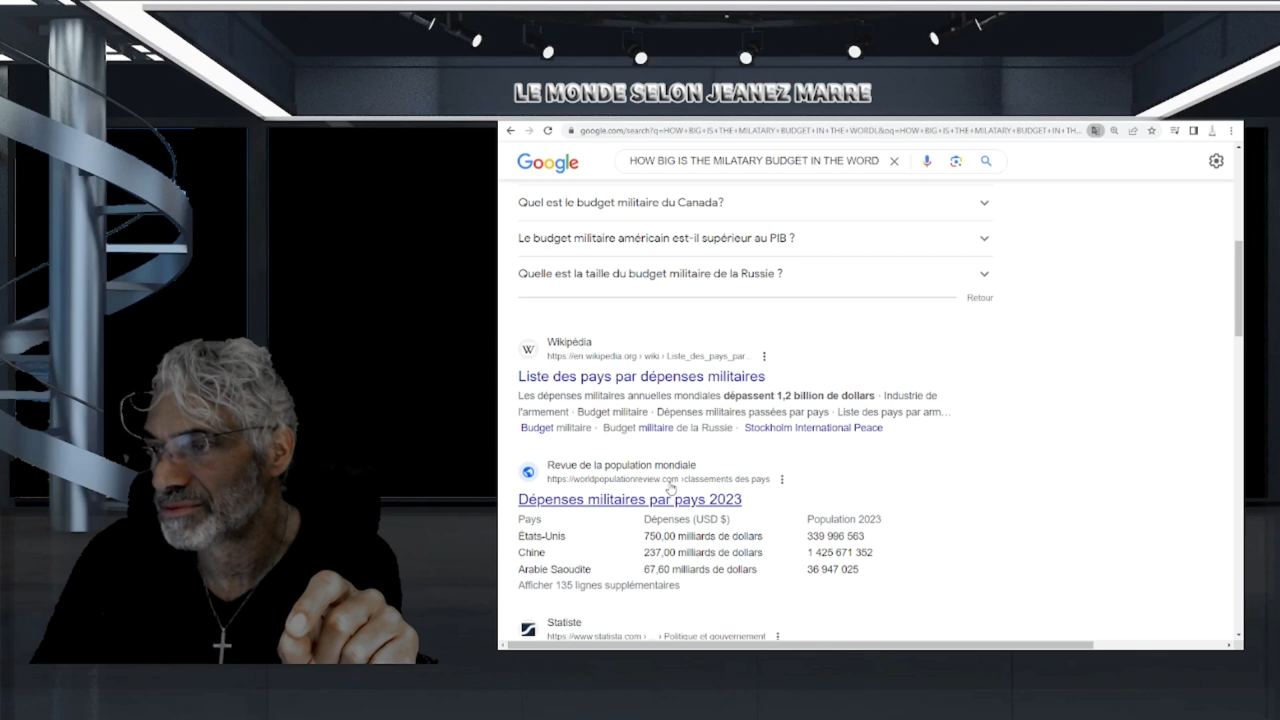 LE MONDE SELON JEANEZ MARRE
google.com/search?q=HOW+BIG+IS+THE+MILATARY+BUDGET+IN+THE+WORDL&oq=HOW+BIG+IS+THE+MILATARY+BUDGET+IN+TH...
Google
HOW BIG IS THE MILATARY BUDGET IN THE WORD
Quel est le budget militaire du Canada?
Le budget militaire américain est-il supérieur au PIB ?
Quelle est la taille du budget militaire de la Russie ?
Retour
W
Wikipédia
https://en.wikipedia.org › wiki › Liste_des_pays_par...
Liste des pays par dépenses militaires
Les dépenses militaires annuelles mondiales dépassent 1,2 billion de dollars · Industrie de
l'armement · Budget militaire · Dépenses militaires passées par pays · Liste des pays par arm...
Budget militaire · Budget militaire de la Russie · Stockholm International Peace
Revue de la population mondiale
https://worldpopulationreview.com ›classements des pays
Dépenses militaires par pays 2023
Pays Dépenses (USD $) Population 2023
États-Unis 750,00 milliards de dollars 339 996 563
Chine 237,00 milliards de dollars 1 425 671 352
Arabie Saoudite 67,60 milliards de dollars 36 947 025
Afficher 135 lignes supplémentaires
Statiste
https://www.statista.com › ... › Politique et gouvernement